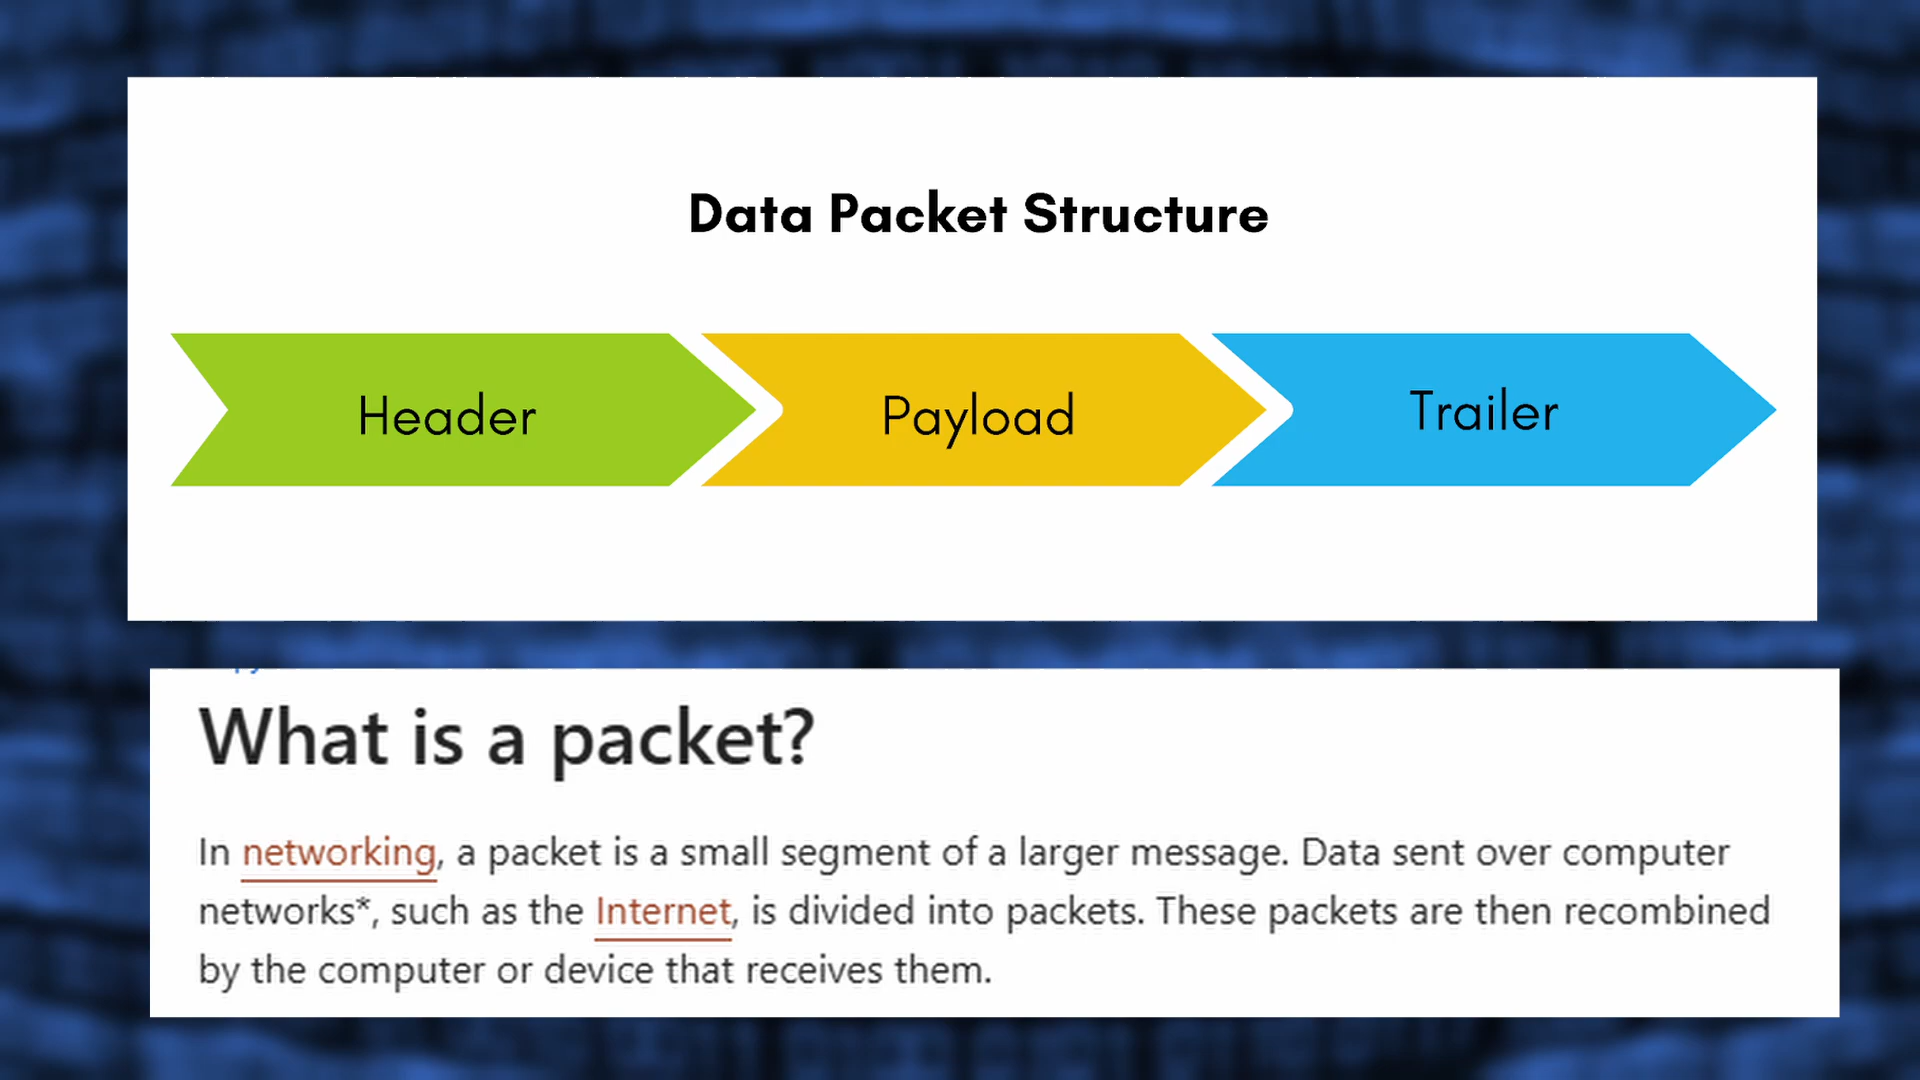 Data Packet Structure
Header
Payload
Trailer
What is a packet?
In networking, a packet is a small segment of a larger message. Data sent over computer
networks*, such as the Internet, is divided into packets. These packets are then recombined
by the computer or device that receives them.